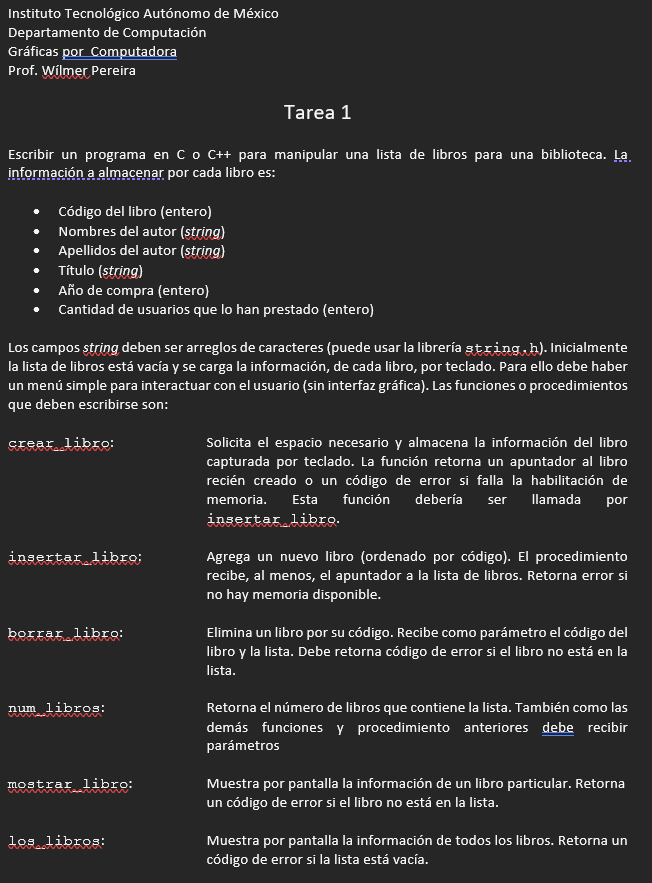 Instituto Tecnológico Autónomo de México
Departamento de Computación
Gráficas por  Computadora
Prof. Wílmer Pereira
Tarea 1
Escribir un programa en C o C++ para manipular una lista de libros para una biblioteca. La
información a almacenar por cada libro es:
• Código del libro (entero)
• Nombres del autor (string)
• Apellidos del autor (string)
• Título (string)
• Año de compra (entero)
• Cantidad de usuarios que lo han prestado (entero)
Los campos string deben ser arreglos de caracteres (puede usar la librería string.h). Inicialmente
la lista de libros está vacía y se carga la información, de cada libro, por teclado. Para ello debe haber
un menú simple para interactuar con el usuario (sin interfaz gráfica). Las funciones o procedimientos
que deben escribirse son:
crear_libro: Solicita el espacio necesario y almacena la información del libro
capturada por teclado. La función retorna un apuntador al libro
recién creado o un código de error si falla la habilitación de
memoria. Esta función debería ser llamada por
insertar_libro.
insertar_libro: Agrega un nuevo libro (ordenado por código). El procedimiento
recibe, al menos, el apuntador a la lista de libros. Retorna error si
no hay memoria disponible.
borrar_libro: Elimina un libro por su código. Recibe como parámetro el código del
libro y la lista. Debe retorna código de error si el libro no está en la
lista.
num_libros: Retorna el número de libros que contiene la lista. También como las
demás funciones y procedimiento anteriores debe recibir
parámetros
mostrar_libro: Muestra por pantalla la información de un libro particular. Retorna
un código de error si el libro no está en la lista.
los_libros: Muestra por pantalla la información de todos los libros. Retorna un
código de error si la lista está vacía.